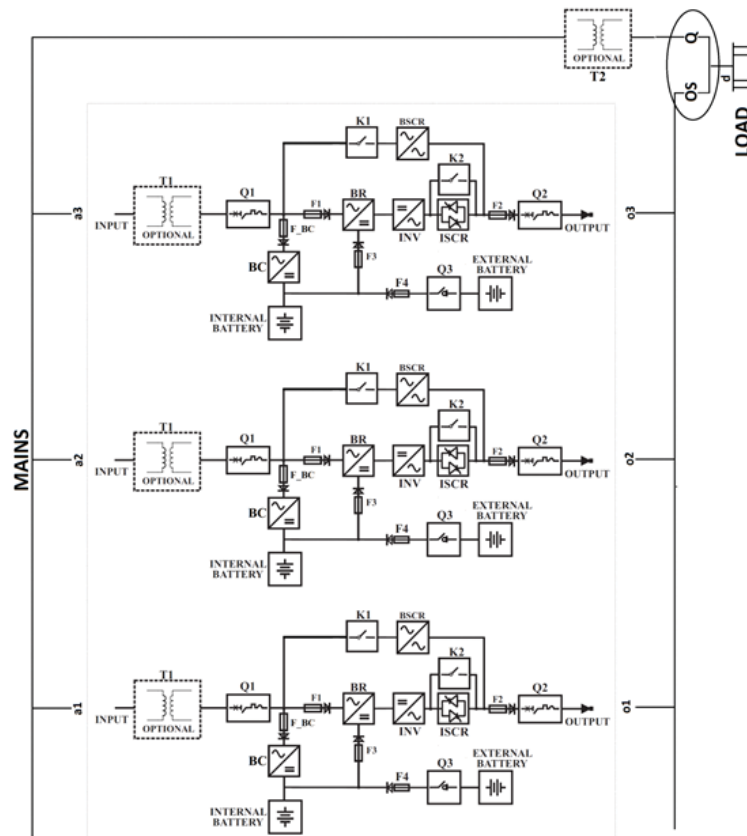 OPTIONAL
T2
Q
OS
d
LOAD
MAINS
K1
BSCR
T1
K2
Q1
F1
BR
F2
Q2
a3
INPUT
OPTIONAL
F_BC
INV
ISCR
OUTPUT
o3
BC
F3
EXTERNAL
BATTERY
F4
Q3
INTERNAL
BATTERY
K1
BSCR
T1
K2
Q1
F1
BR
F2
Q2
a2
INPUT
OPTIONAL
F_BC
INV
ISCR
OUTPUT
o2
BC
F3
EXTERNAL
BATTERY
F4
Q3
INTERNAL
BATTERY
K1
BSCR
T1
K2
Q1
F1
BR
F2
Q2
a1
INPUT
OPTIONAL
F_BC
INV
ISCR
OUTPUT
o1
BC
F3
EXTERNAL
BATTERY
F4
Q3
INTERNAL
BATTERY